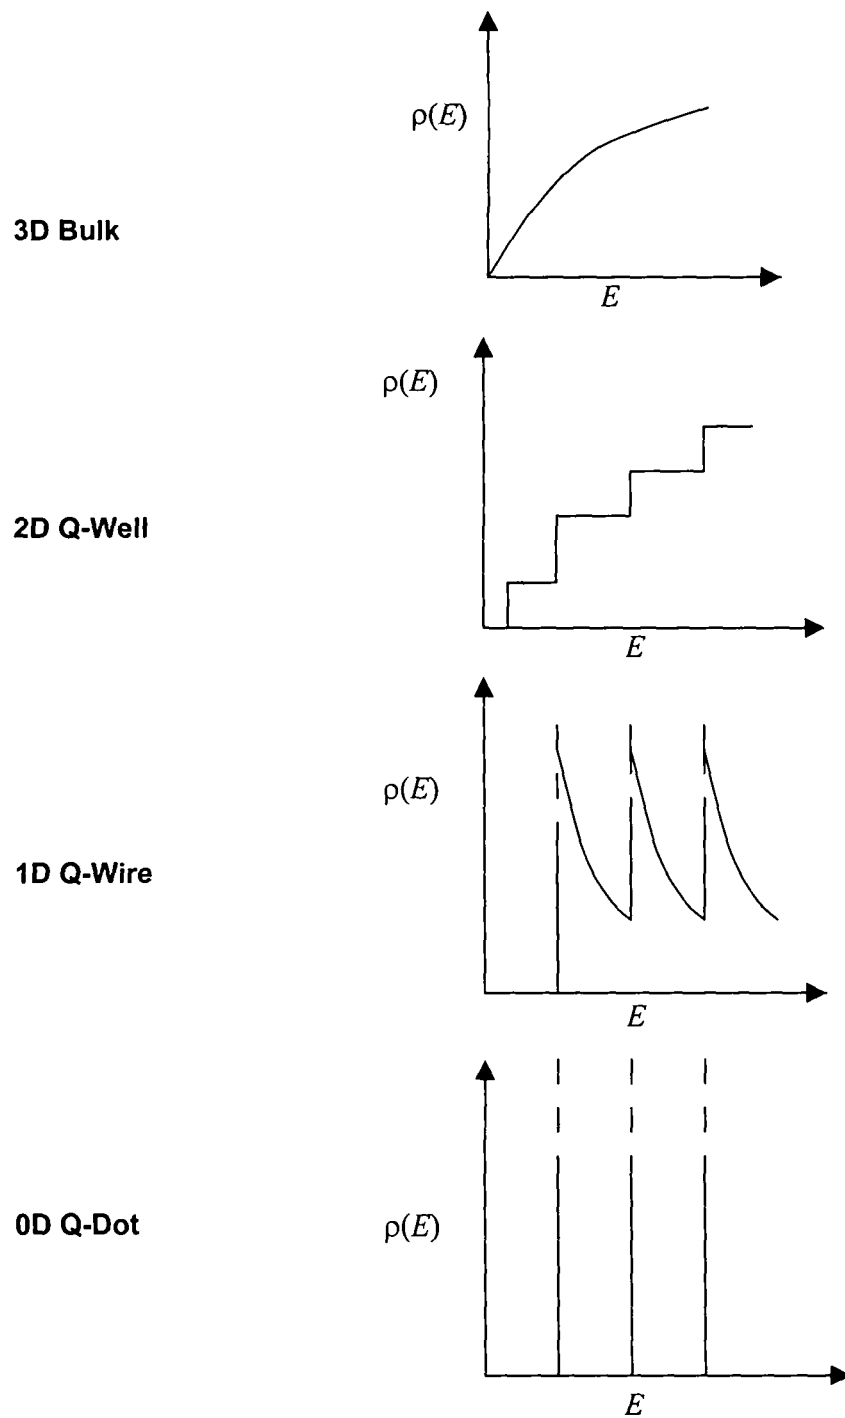 ρ(E)
3D Bulk
E
ρ(E)
2D Q-Well
E
ρ(E)
1D Q-Wire
E
0D Q-Dot
ρ(E)
E